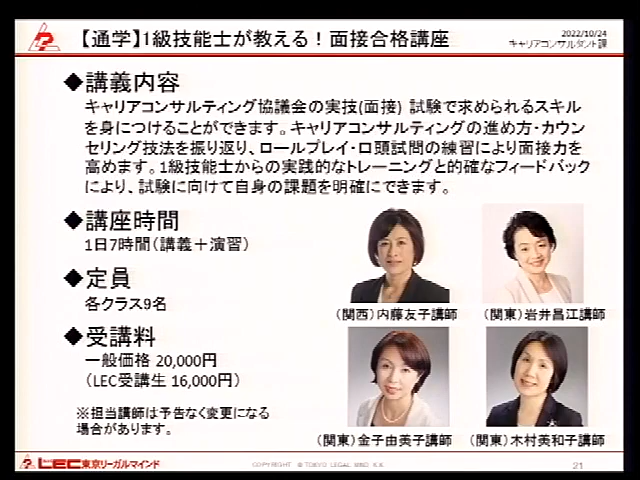 【通学】1級技能士が教える！面接合格講座
2022/10/24
キャリアコンサルタント課
◆講義内容
キャリアコンサルティング協議会の実技(面接) 試験で求められるスキル
を身につけることができます。キャリアコンサルティングの進め方・カウン
セリング技法を振り返り、ロールプレイ・口頭試問の練習により面接力を
高めます。1級技能士からの実践的なトレーニングと的確なフィードバック
により、試験に向けて自身の課題を明確にできます。
◆講座時間
1日7時間（講義＋演習）
◆定員
各クラス9名
◆受講料
一般価格 20,000円
（LEC受講生 16,000円）
※担当講師は予告なく変更になる
場合があります。
（関西）内藤友子講師
（関東）岩井昌江講師
（関東）金子由美子講師
（関東）木村美和子講師
LEC東京リーガルマインド
COPYRIGHT © TOKYO LEGAL MIND K.K.
21